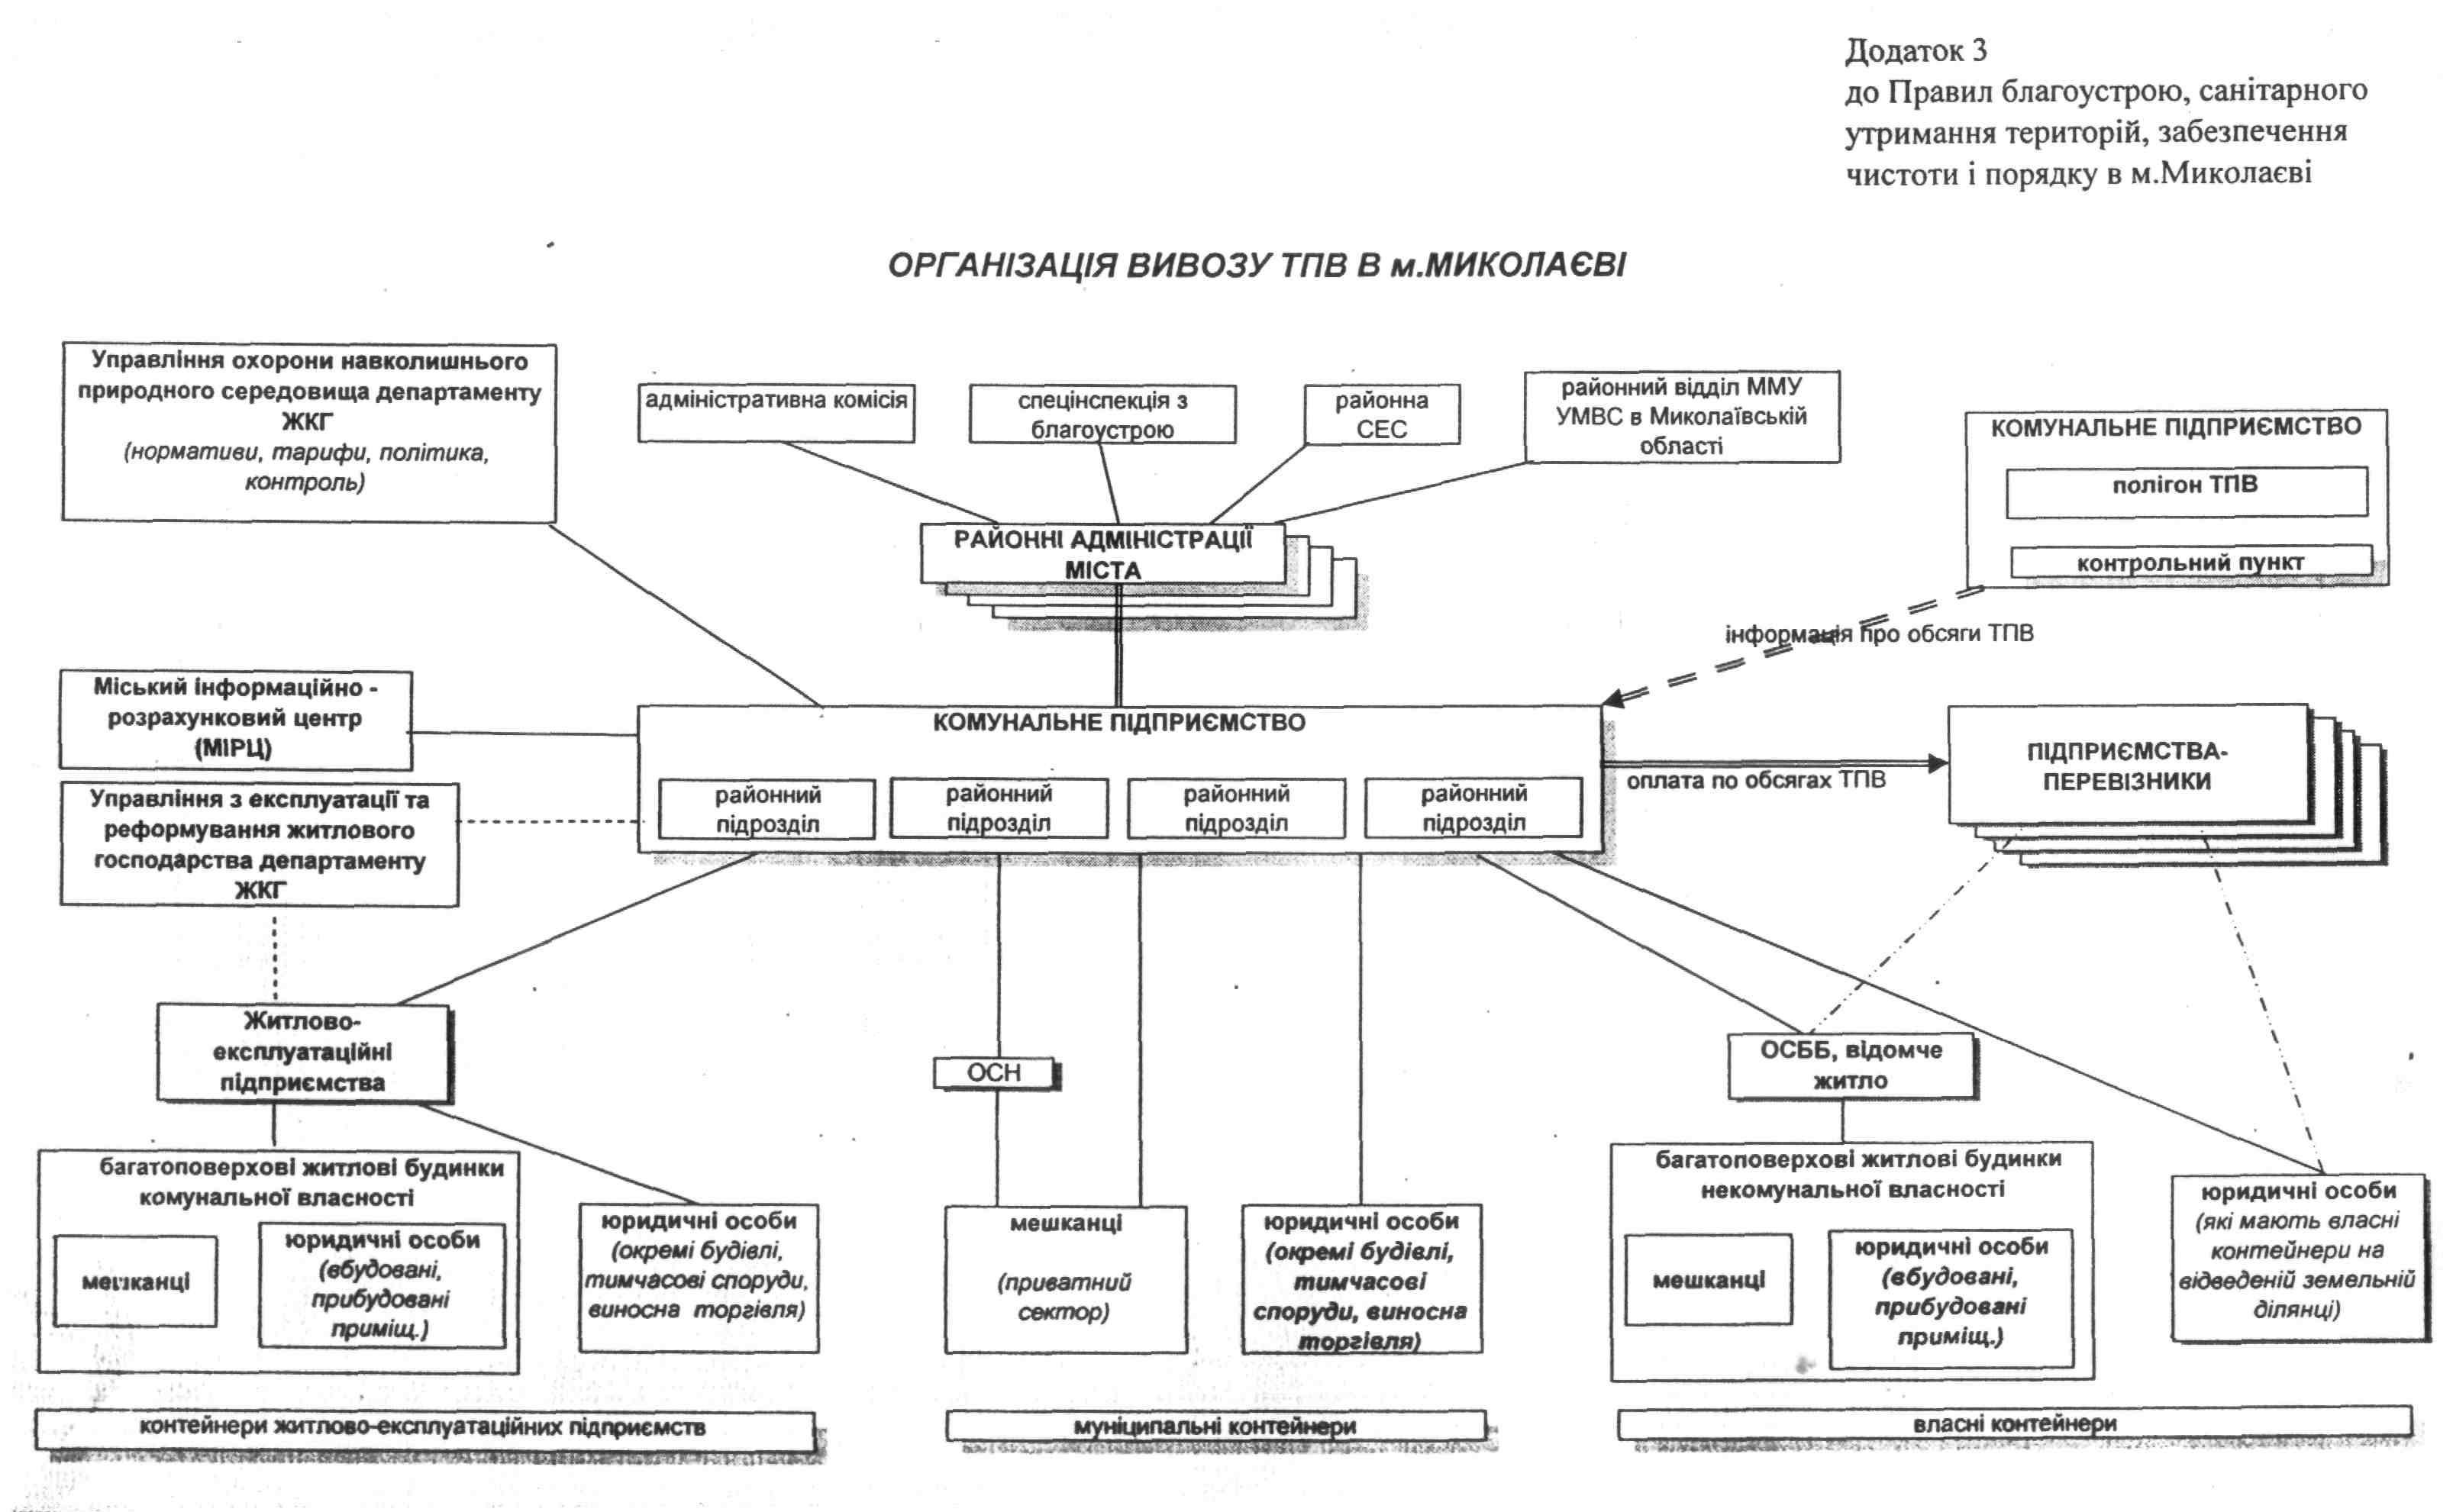 Додаток 3
до Правил благоустрою, санітарного
утримання територій, забезпечення
чистоти і порядку в м.Миколаєві
ОРГАНІЗАЦІЯ ВИВОЗУ ТПВ В м.МИКОЛАЄВІ
Управління охорони навколишнього
природного середовища департаменту
ЖКГ
(нормативи, тарифи, політика,
контроль)
адміністративна комісія
спецінспекція з
благоустрою
районна
СЕС
районний відділ ММУ
УМВС в Миколаївській
області
КОМУНАЛЬНЕ ПІДПРИЄМСТВО
полігон ТПВ
контрольний пункт
РАЙОННІ АДМІНІСТРАЦІЇ
МІСТА
інформація про обсяги ТПВ
Міський інформаційно -
розрахунковий центр
(МІРЦ)
Управління з експлуатації та
реформування житлового
господарства департаменту
ЖКГ
КОМУНАЛЬНЕ ПІДПРИЄМСТВО
районний
підрозділ
районний
підрозділ
районний
підрозділ
районний
підрозділ
оплата по обсягах ТПВ
ПІДПРИЄМСТВА-
ПЕРЕВІЗНИКИ
Житлово-
експлуатаційні
підприємства
ОСН
ОСББ, відомче
житло
багатоповерхові житлові будинки
комунальної власності
мешканці
юридичні особи
(вбудовані,
прибудовані
приміщ.)
юридичні особи
(окремі будівлі,
тимчасові споруди,
виносна торгівля)
мешканці
(приватний
сектор)
юридичні особи
(окремі будівлі,
тимчасові
споруди, виносна
торгівля)
багатоповерхові житлові будинки
некомунальної власності
мешканці
юридичні особи
(вбудовані,
прибудовані
приміщ.)
юридичні особи
(які мають власні
контейнери на
відведеній земельній
ділянці)
контейнери житлово-експлуатаційних підприємств
муніципальні контейнери
власні контейнери